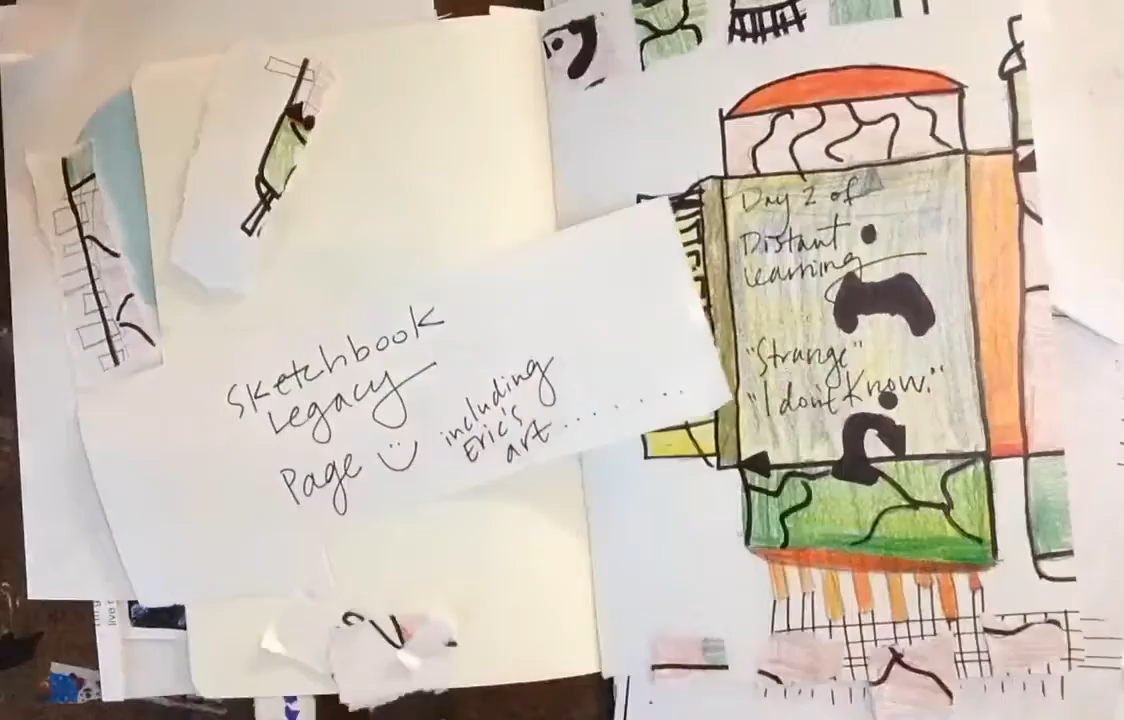 Sketchbook
Legacy
Page
including
Eric's
art.......
Day 2 of
Distant
Learning
"Strange"
"I don't Know."